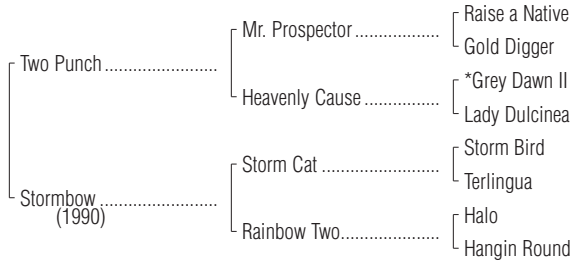 Raise a Native
Mr. Prospector ..................
Gold Digger
Two Punch ........................
*Grey Dawn II
Heavenly Cause ................
Lady Dulcinea
Storm Bird
Storm Cat .........................
Terlingua
Stormbow .........................
(1990)
Halo
Rainbow Two.....................
Hangin Round